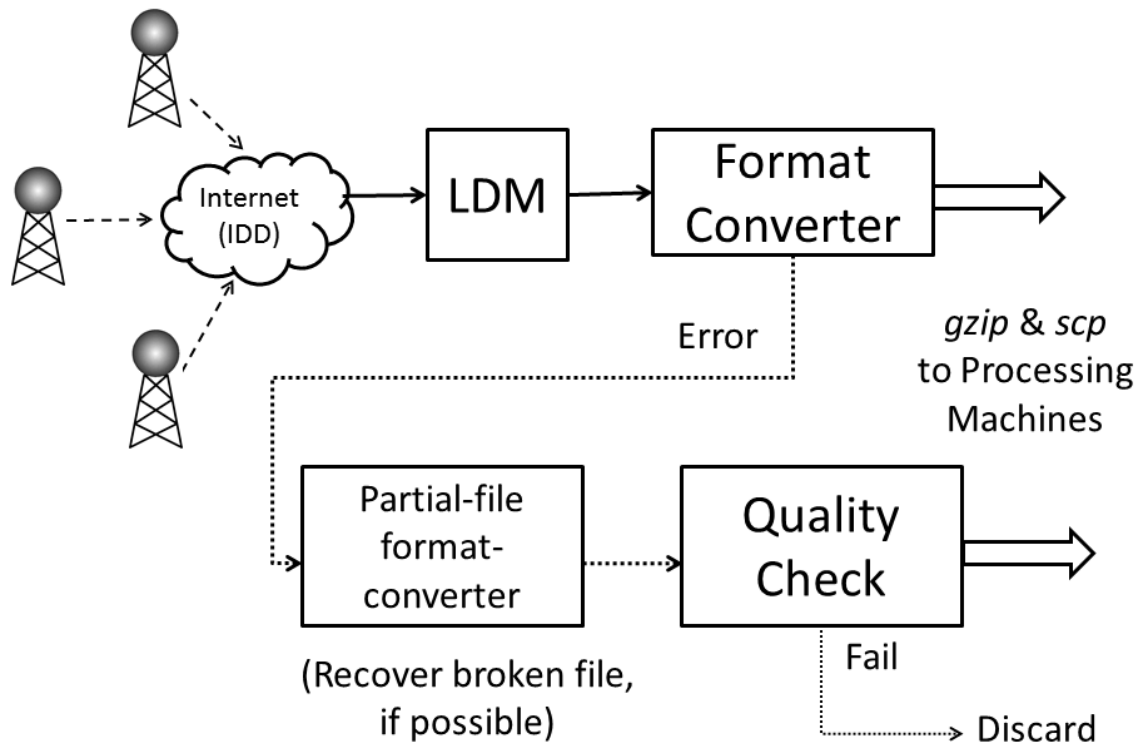 Internet
(IDD)
LDM
Format
Converter
Error
gzip & scp
to Processing
Machines
Partial-file
format-
converter
Quality
Check
(Recover broken file,
if possible)
Fail
Discard